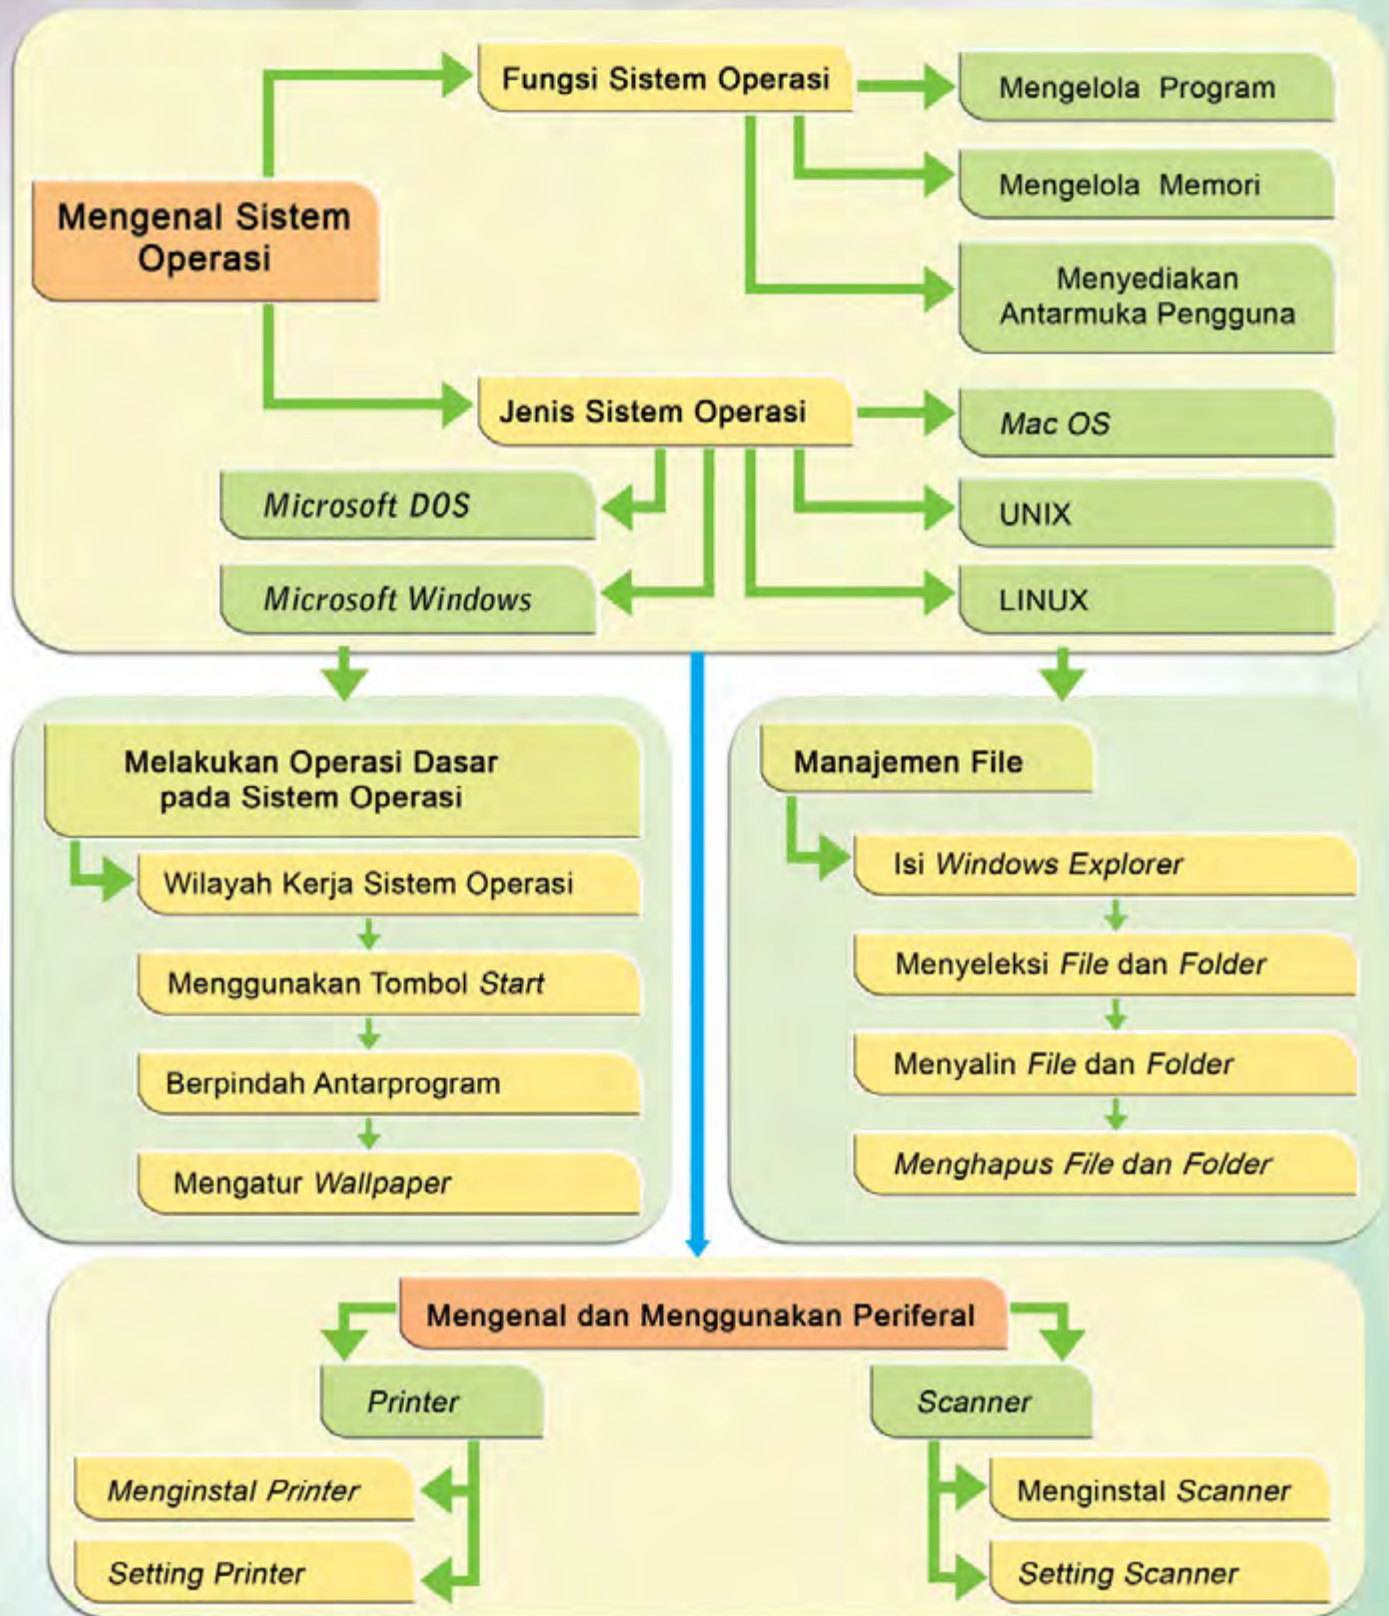 Fungsi Sistem Operasi
Mengelola Program
Mengelola Memori
Mengenal Sistem
Operasi
Menyediakan
Antarmuka Pengguna
Jenis Sistem Operasi
Mac OS
Microsoft DOS
UNIX
Microsoft Windows
LINUX
Melakukan Operasi Dasar
pada Sistem Operasi
Wilayah Kerja Sistem Operasi
Menggunakan Tombol Start
Berpindah Antarprogram
Mengatur Wallpaper
Manajemen File
Isi Windows Explorer
Menyeleksi File dan Folder
Menyalin File dan Folder
Menghapus File dan Folder
Mengenal dan Menggunakan Periferal
Printer
Menginstal Printer
Setting Printer
Scanner
Menginstal Scanner
Setting Scanner